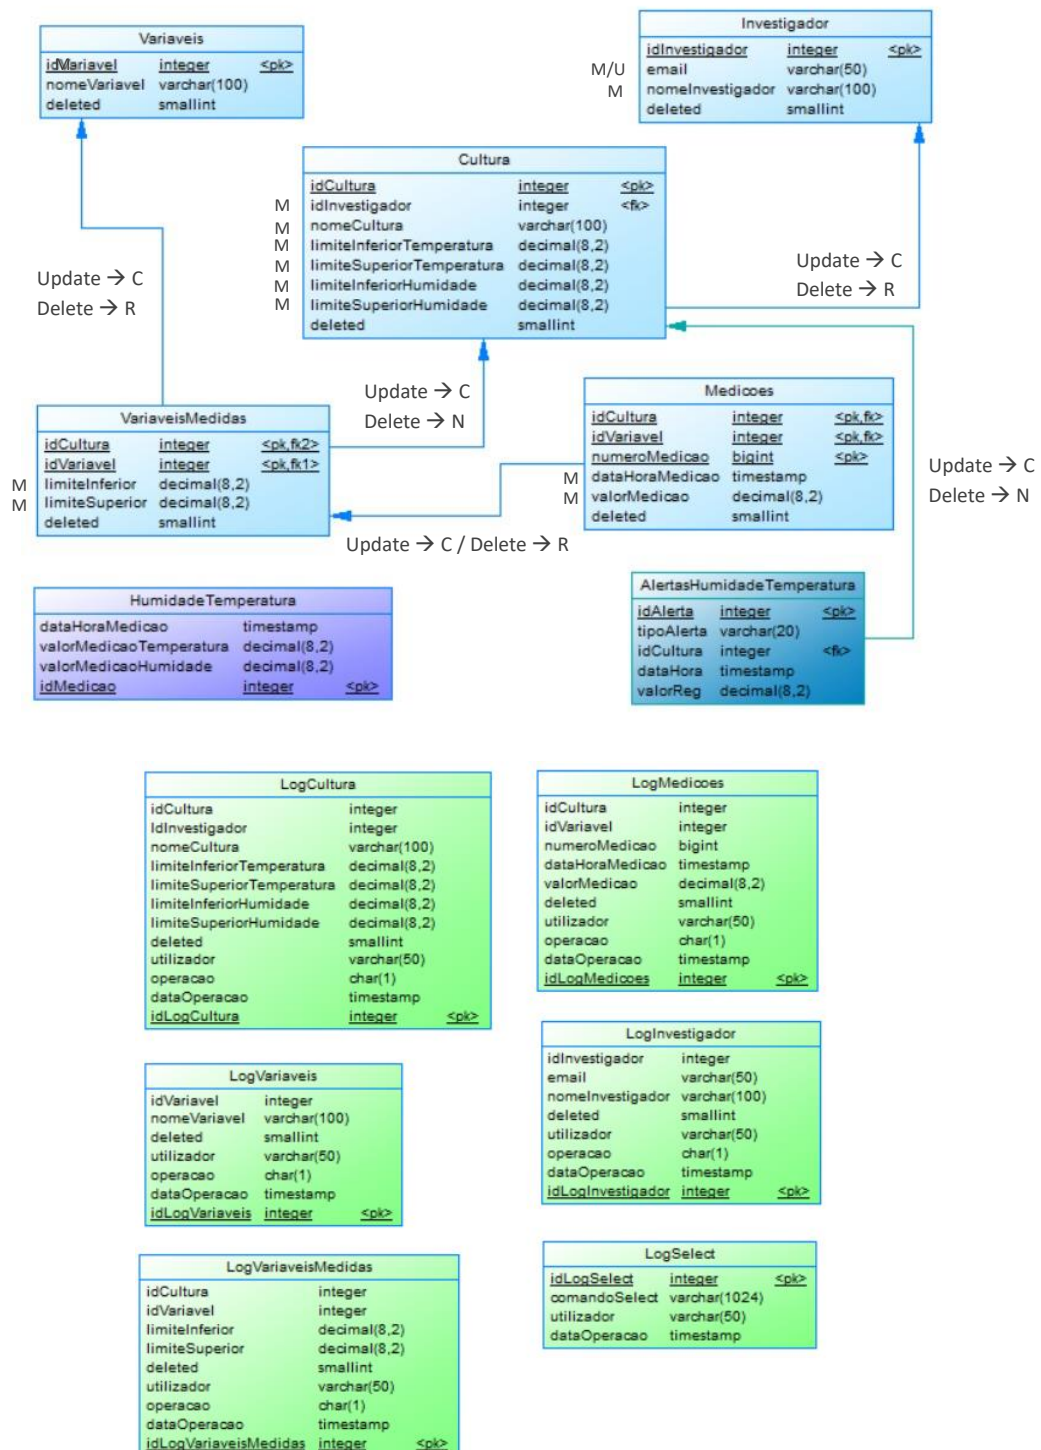 Variaveis
idVariavel integer <pk>
M
nomeVariavel varchar(100)
deleted smallint
Investigador
idInvestigador integer <pk>
M/U email varchar(50)
M nomeInvestigador varchar(100)
deleted smallint
Cultura
idCultura integer <pk>
M idInvestigador integer <fk>
M nomeCultura varchar(100)
M limiteInferiorTemperatura decimal(8,2)
M limiteSuperiorTemperatura decimal(8,2)
M limiteInferiorHumidade decimal(8,2)
M limiteSuperiorHumidade decimal(8,2)
deleted smallint
Update → C
Delete → R
Update → C
Delete → R
Update → C
Delete → N
VariaveisMedidas
idCultura integer <pk,fk2>
idVariavel integer <pk,fk1>
M limiteInferior decimal(8,2)
M limiteSuperior decimal(8,2)
deleted smallint
Medicoes
idCultura integer <pk,fk>
idVariavel integer <pk,fk>
numeroMedicao bigint <pk>
M dataHoraMedicao timestamp
M valorMedicao decimal(8,2)
deleted smallint
Update → C
Delete → N
Update → C / Delete → R
HumidadeTemperatura
dataHoraMedicao timestamp
valorMedicaoTemperatura decimal(8,2)
valorMedicaoHumidade decimal(8,2)
idMedicao integer <pk>
AlertasHumidadeTemperatura
idAlerta integer <pk>
tipoAlerta varchar(20)
idCultura integer <fk>
dataHora timestamp
valorReg decimal(8,2)
LogCultura
idCultura integer
IdInvestigador integer
nomeCultura varchar(100)
limiteInferiorTemperatura decimal(8,2)
limiteSuperiorTemperatura decimal(8,2)
limiteInferiorHumidade decimal(8,2)
limiteSuperiorHumidade decimal(8,2)
deleted smallint
utilizador varchar(50)
operacao char(1)
dataOperacao timestamp
idLogCultura integer <pk>
LogMedicoes
idCultura integer
idVariavel integer
numeroMedicao bigint
dataHoraMedicao timestamp
valorMedicao decimal(8,2)
deleted smallint
utilizador varchar(50)
operacao char(1)
dataOperacao timestamp
idLogMedicoes integer <pk>
LogVariaveis
idVariavel integer
nomeVariavel varchar(100)
deleted smallint
utilizador varchar(50)
operacao char(1)
dataOperacao timestamp
idLogVariaveis integer <pk>
LogInvestigador
idInvestigador integer
email varchar(50)
nomeInvestigador varchar(100)
deleted smallint
utilizador varchar(50)
operacao char(1)
dataOperacao timestamp
idLogInvestigador integer <pk>
LogVariaveisMedidas
idCultura integer
idVariavel integer
limiteInferior decimal(8,2)
limiteSuperior decimal(8,2)
deleted smallint
utilizador varchar(50)
operacao char(1)
dataOperacao timestamp
idLogVariaveisMedidas integer <pk>
LogSelect
idLogSelect integer <pk>
comandoSelect varchar(1024)
utilizador varchar(50)
dataOperacao timestamp